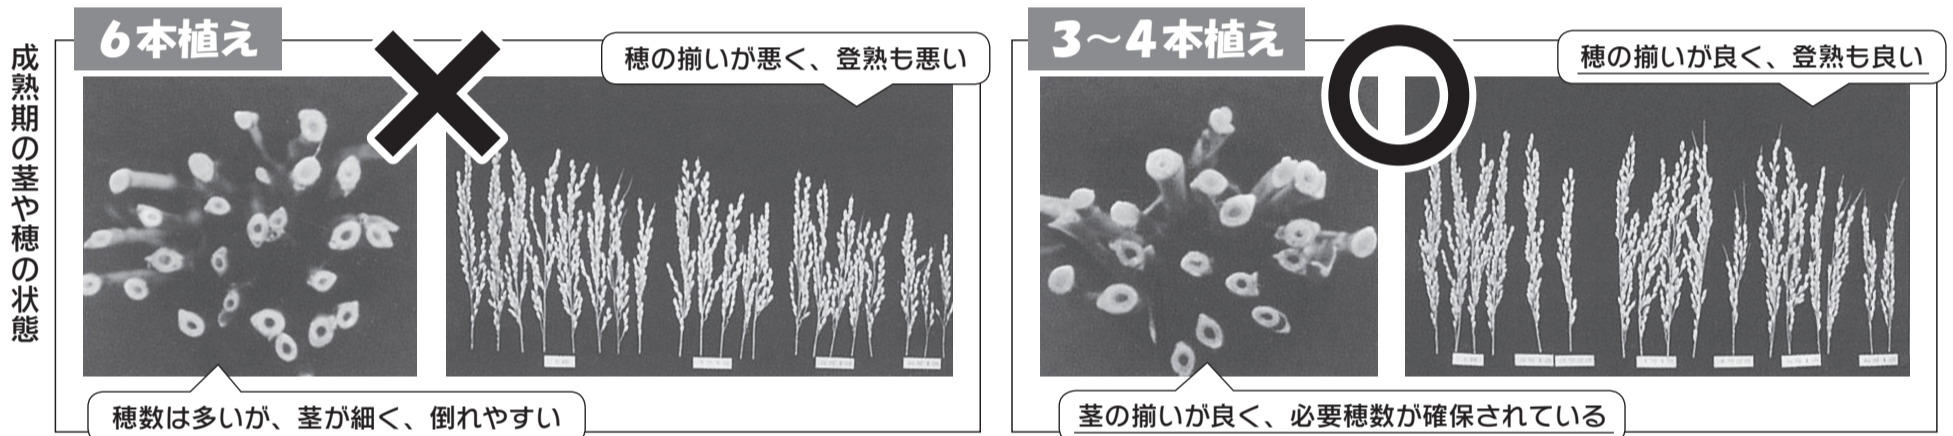 成熟期の茎や穂の状態
6本植え
穂の揃いが悪く、登熟も悪い
穂数は多いが、茎が細く、倒れやすい
3～4本植え
穂の揃いが良く、登熟も良い
茎の揃いが良く、必要穂数が確保されている